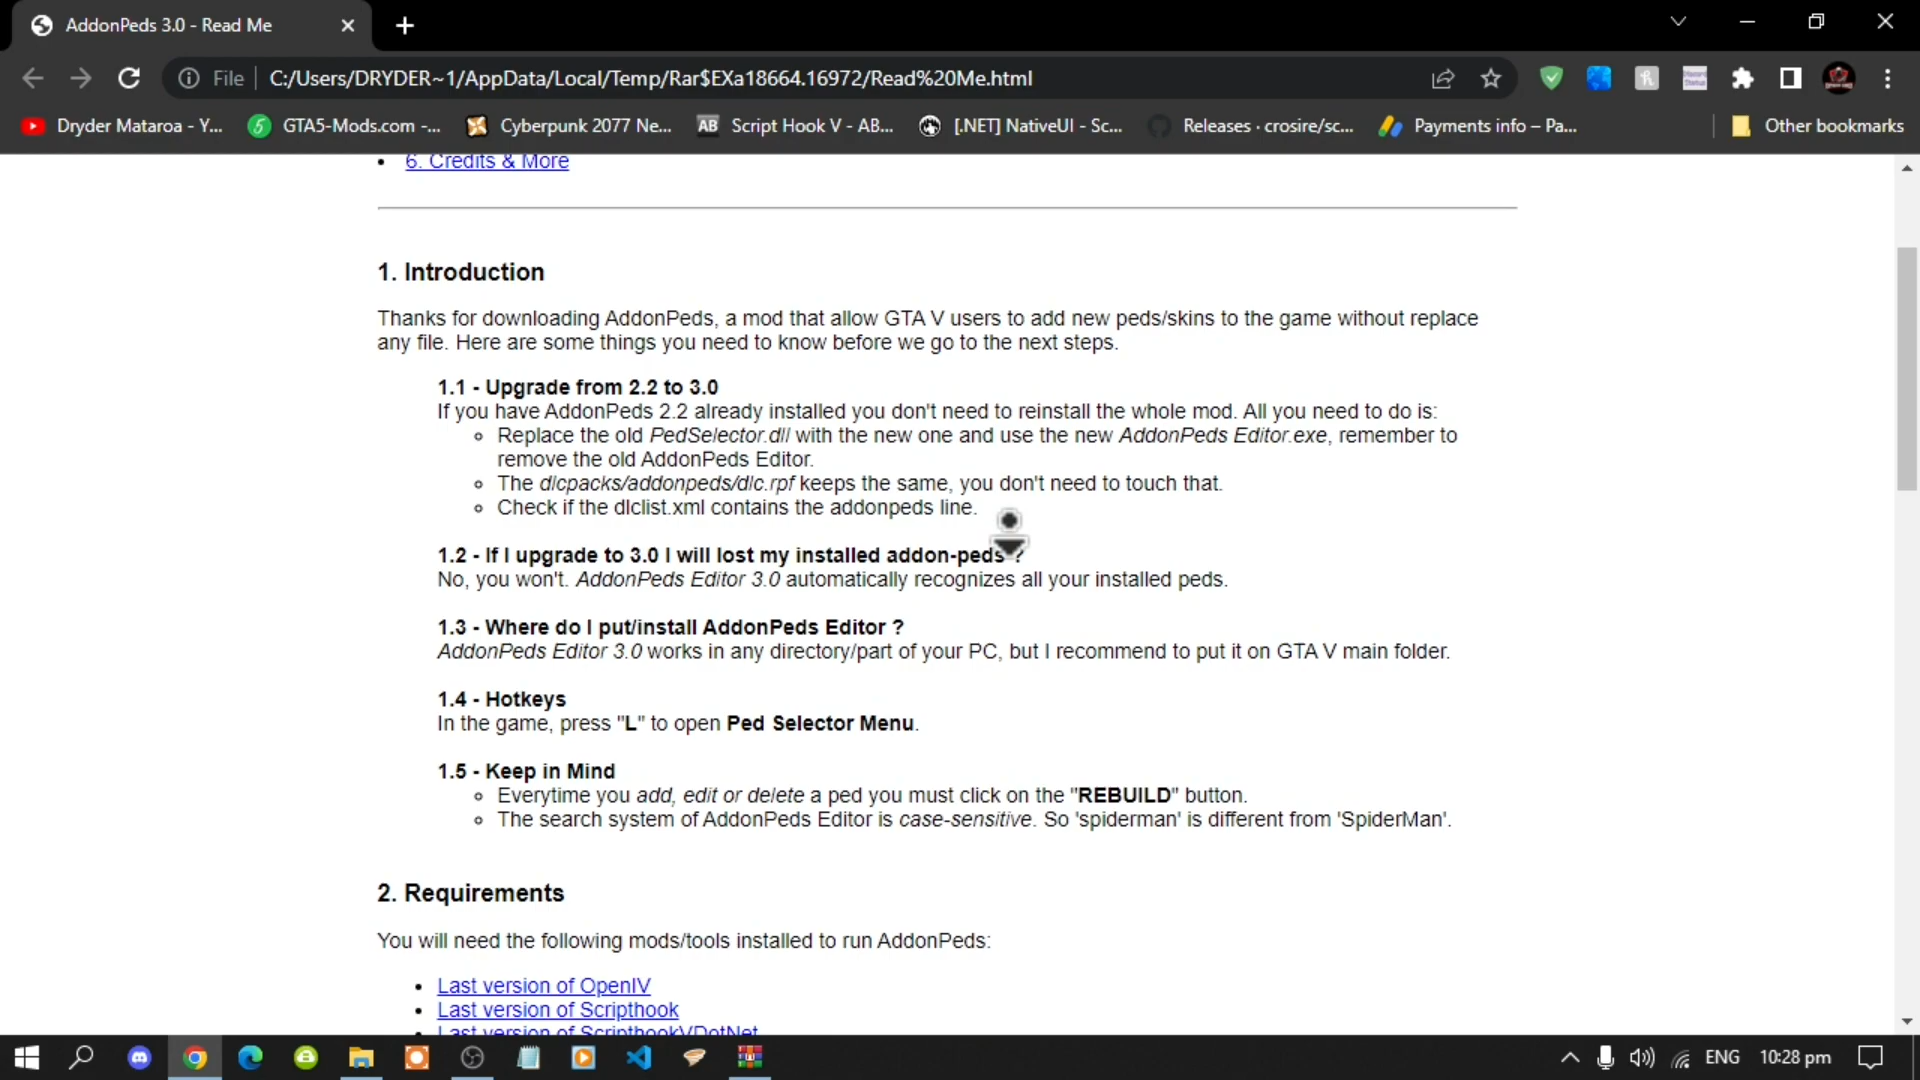 AddonPeds 3.0 - Read Me
File
C:/Users/DRYDER~1/AppData/Local/Temp/Rar$EXa18664.16972/Read%20Me.html
Dryder Mataroa - Y...
GTA5-Mods.com -...
Cyberpunk 2077 Ne...
AB Script Hook V - AB...
[.NET] NativeUI - Sc...
Releases · crosire/sc...
Payments info – Pa...
Other bookmarks
6. Credits & More
1. Introduction
Thanks for downloading AddonPeds, a mod that allow GTA V users to add new peds/skins to the game without replace
any file. Here are some things you need to know before we go to the next steps.
1.1 - Upgrade from 2.2 to 3.0
If you have AddonPeds 2.2 already installed you don't need to reinstall the whole mod. All you need to do is:
Replace the old PedSelector.dll with the new one and use the new AddonPeds Editor.exe, remember to
remove the old AddonPeds Editor.
The dlcpacks/addonpeds/dlc.rpf keeps the same, you don't need to touch that.
Check if the dlclist.xml contains the addonpeds line.
1.2 - If I upgrade to 3.0 I will lost my installed addon-peds ?
No, you won't. AddonPeds Editor 3.0 automatically recognizes all your installed peds.
1.3 - Where do I put/install AddonPeds Editor ?
AddonPeds Editor 3.0 works in any directory/part of your PC, but I recommend to put it on GTA V main folder.
1.4 - Hotkeys
In the game, press "L" to open Ped Selector Menu.
1.5 - Keep in Mind
Everytime you add, edit or delete a ped you must click on the "REBUILD" button.
The search system of AddonPeds Editor is case-sensitive. So 'spiderman' is different from 'SpiderMan'.
2. Requirements
You will need the following mods/tools installed to run AddonPeds:
Last version of OpenIV
Last version of Scripthook
Last version of ScripthookVDotNet
ENG
10:28 pm